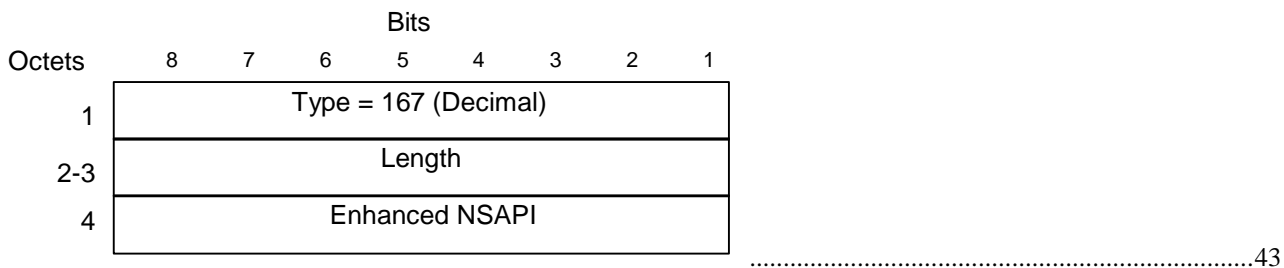 Bits
Octets 8 7 6 5 4 3 2 1
1 Type = 167 (Decimal)
2-3 Length
4 Enhanced NSAPI
...........................................................................43